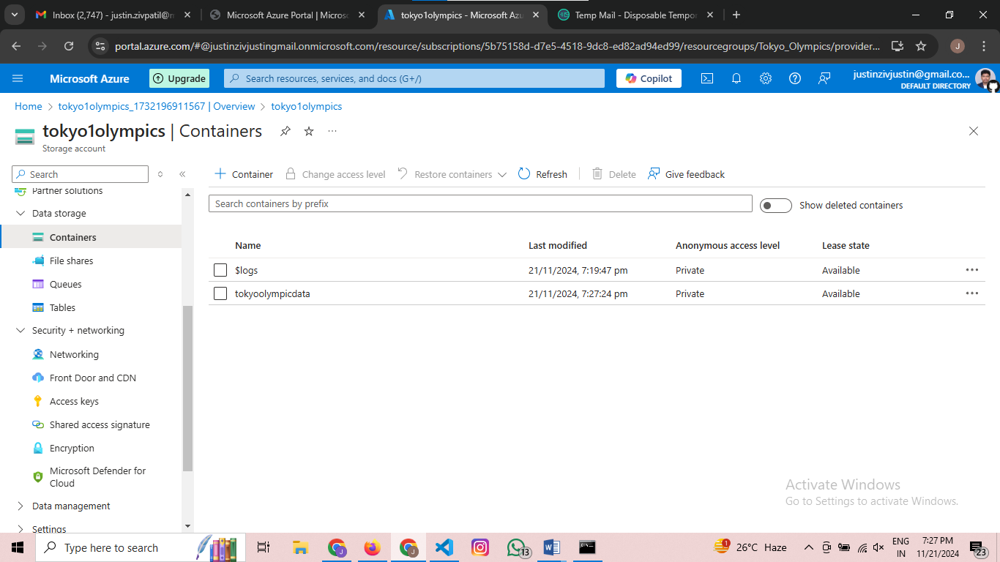 Inbox (2,747) - justin.zivpatil@m
Microsoft Azure Portal | Micros
tokyo1olympics - Microsoft Azu
Temp Mail - Disposable Tempo
portal.azure.com/#@justinzivjustingmail.onmicrosoft.com/resource/subscriptions/5b75158d-d7e5-4518-9dc8-ed82ad94ed99/resourcegroups/Tokyo_Olympics/provider...
J
Microsoft Azure
Upgrade
Search resources, services, and docs (G+/)
Copilot
justinzivjustin@gmail.co...
DEFAULT DIRECTORY
Home > tokyo1olympics_1732196911567 | Overview > tokyo1olympics
tokyo1olympics | Containers
Storage account
Search
Container
Change access level
Restore containers
Refresh
Delete
Give feedback
Partner solutions
Data storage
Containers
File shares
Queues
Tables
Security + networking
Networking
Front Door and CDN
Access keys
Shared access signature
Encryption
Microsoft Defender for
Cloud
Data management
Settings
Search containers by prefix
Show deleted containers
Name Last modified Anonymous access level Lease state
$logs 21/11/2024, 7:19:47 pm Private Available
tokyoolympicdata 21/11/2024, 7:27:24 pm Private Available
Activate Windows
Go to Settings to activate Windows.
Type here to search
J
J
13
1
26°C Haze
ENG
IN
7:27 PM
11/21/2024
23